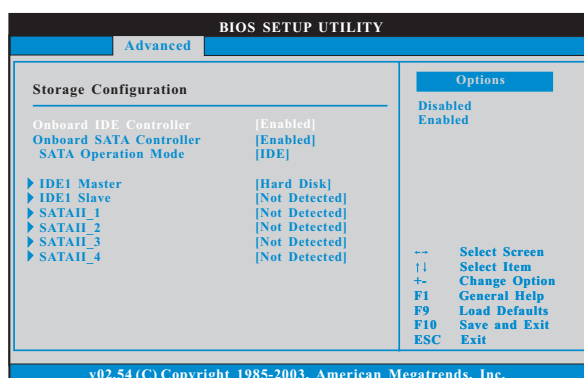 BIOS SETUP UTILITY
Advanced
Storage Configuration
Onboard IDE Controller [Enabled]
Onboard SATA Controller [Enabled]
SATA Operation Mode [IDE]
IDE1 Master [Hard Disk]
IDE1 Slave [Not Detected]
SATAII_1 [Not Detected]
SATAII_2 [Not Detected]
SATAII_3 [Not Detected]
SATAII_4 [Not Detected]
Options
Disabled
Enabled
←→ Select Screen
↑↓ Select Item
+- Change Option
F1 General Help
F9 Load Defaults
F10 Save and Exit
ESC Exit
v02.54 (C) Copyright 1985-2003, American Megatrends, Inc.